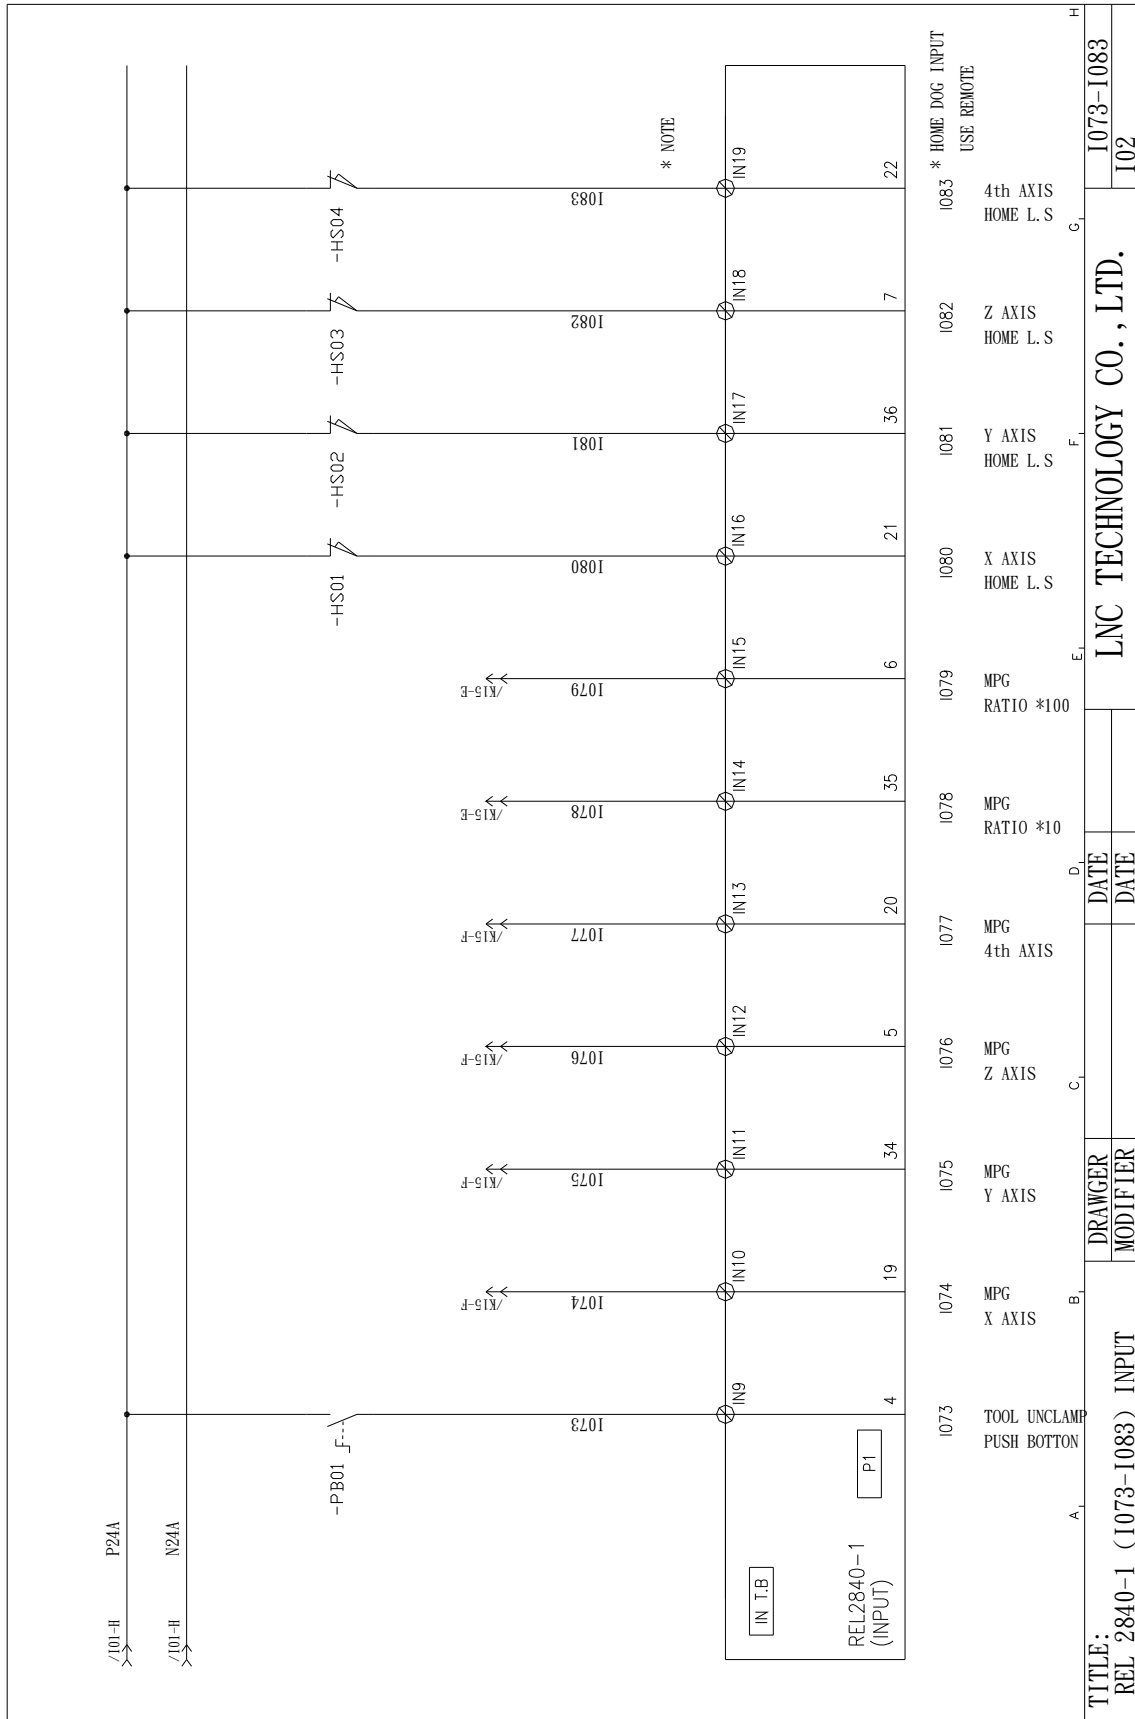 /I01-H
P24A
/I01-H
N24A
-PB01
-HS01
-HS02
-HS03
-HS04
/K15-F
/K15-F
/K15-F
/K15-F
/K15-E
/K15-E
I073
I074
I075
I076
I077
I078
I079
I080
I081
I082
I083
* NOTE
IN T.B
IN9
IN10
IN11
IN12
IN13
IN14
IN15
IN16
IN17
IN18
IN19
REL2840-1
(INPUT)
P1
4
19
34
5
20
35
6
21
36
7
22
* HOME DOG INPUT
USE REMOTE
I073
I074
I075
I076
I077
I078
I079
I080
I081
I082
I083
TOOL UNCLAMP
PUSH BOTTON
MPG
X AXIS
MPG
Y AXIS
MPG
Z AXIS
MPG
4th AXIS
MPG
RATIO *10
MPG
RATIO *100
X AXIS
HOME L.S
Y AXIS
HOME L.S
Z AXIS
HOME L.S
4th AXIS
HOME L.S
A
B
C
D
E
F
G
H
TITLE:
REL 2840-1 (I073-I083) INPUT
DRAWGER
MODIFIER
DATE
DATE
LNC TECHNOLOGY CO.,LTD.
I073-I083
I02